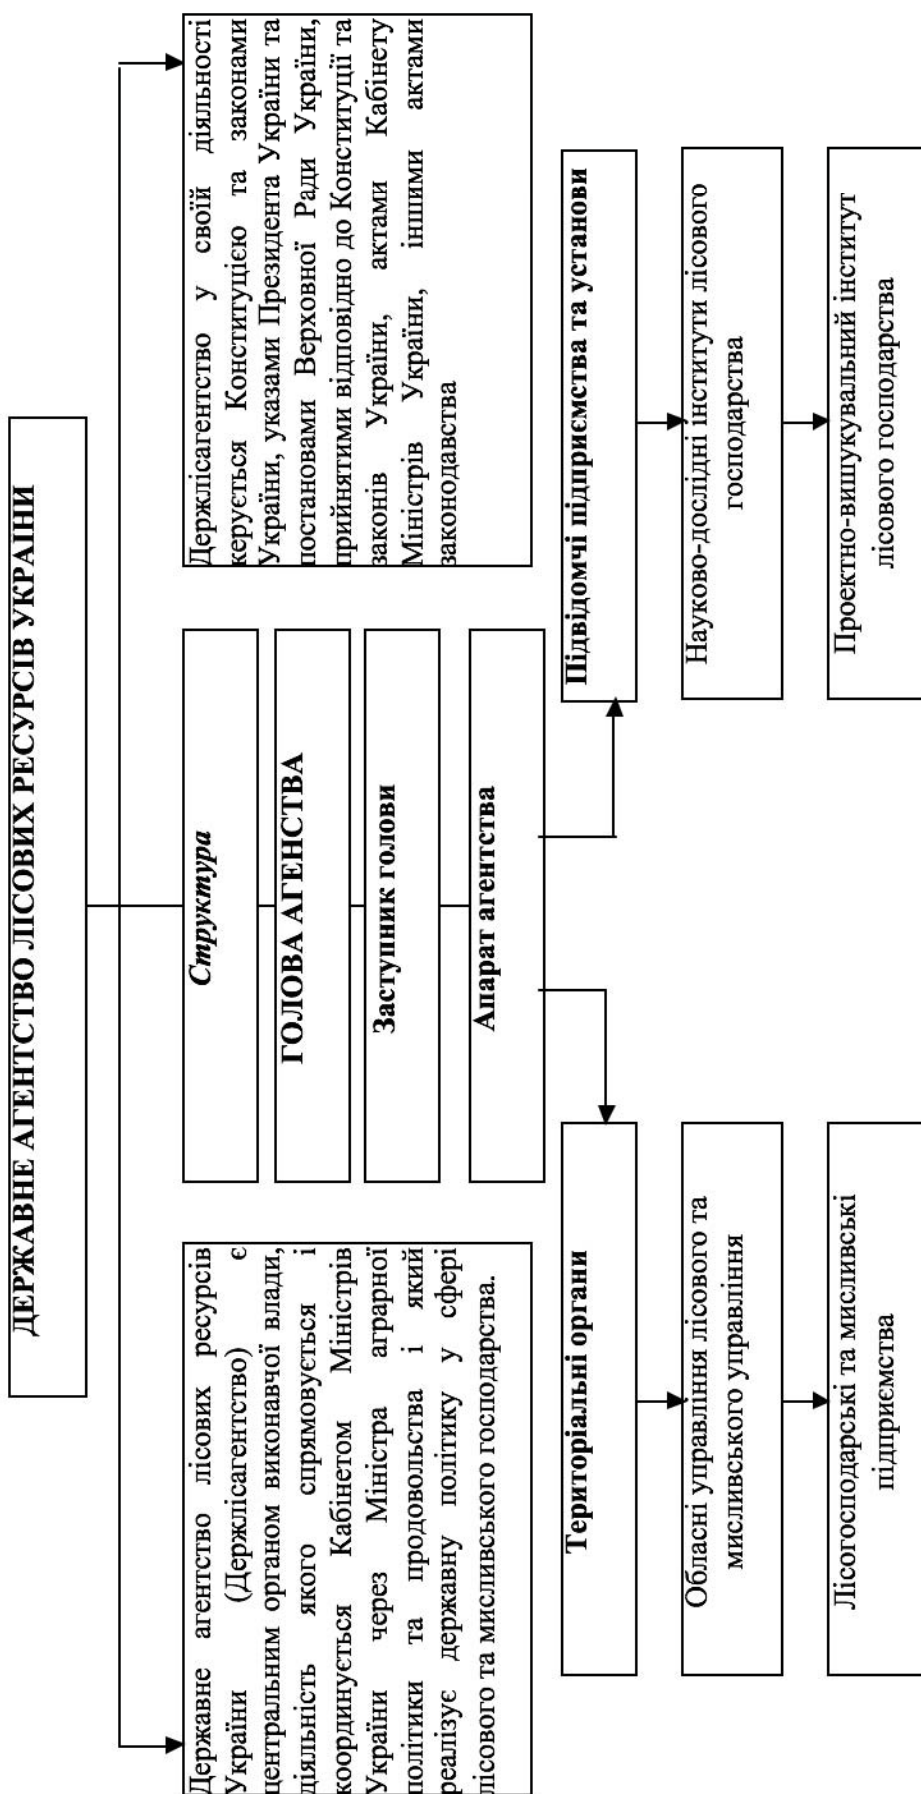 ДЕРЖАВНЕ АГЕНТСТВО ЛІСОВИХ РЕСУРСІВ УКРАЇНИ
Державне агентство лісових ресурсів
України (Держлісагентство) є
центральним органом виконавчої влади,
діяльність якого спрямовується і
координується Кабінетом Міністрів
України через Міністра аграрної
політики та продовольства і який
реалізує державну політику у сфері
лісового та мисливського господарства.
Структура
ГОЛОВА АГЕНСТВА
Заступник голови
Апарат агентства
Держлісагентство у своїй діяльності
керується Конституцією та законами
України, указами Президента України та
постановами Верховної Ради України,
прийнятими відповідно до Конституції та
законів України, актами Кабінету
Міністрів України, іншими актами
законодавства
Територіальні органи
Обласні управління лісового та
мисливського управління
Лісогосподарські та мисливські
підприємства
Підвідомчі підприємства та установи
Науково-дослідні інститути лісового
господарства
Проектно-вишукувальний інститут
лісового господарства